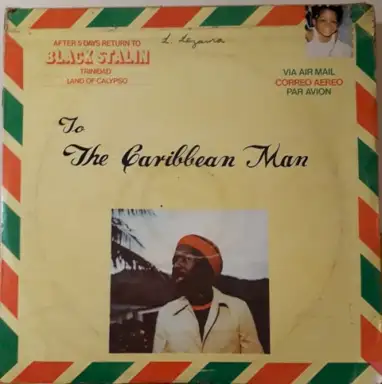 AFTER 5 DAYS RETURN TO
BLACK STALIN
TRINIDAD
LAND OF CALYPSO
VIA AIR MAIL
CORREO AEREO
PAR AVION
To
The Caribbean Man